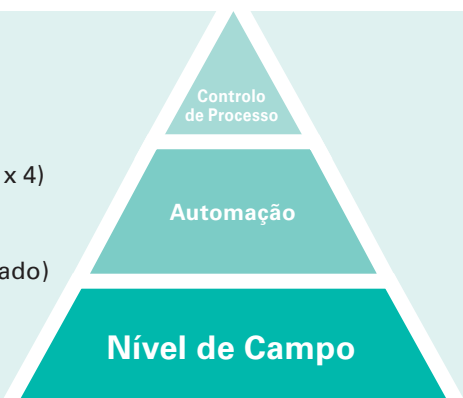 Controlo
de Processo
x 4)
Automação
ado)
Nível de Campo